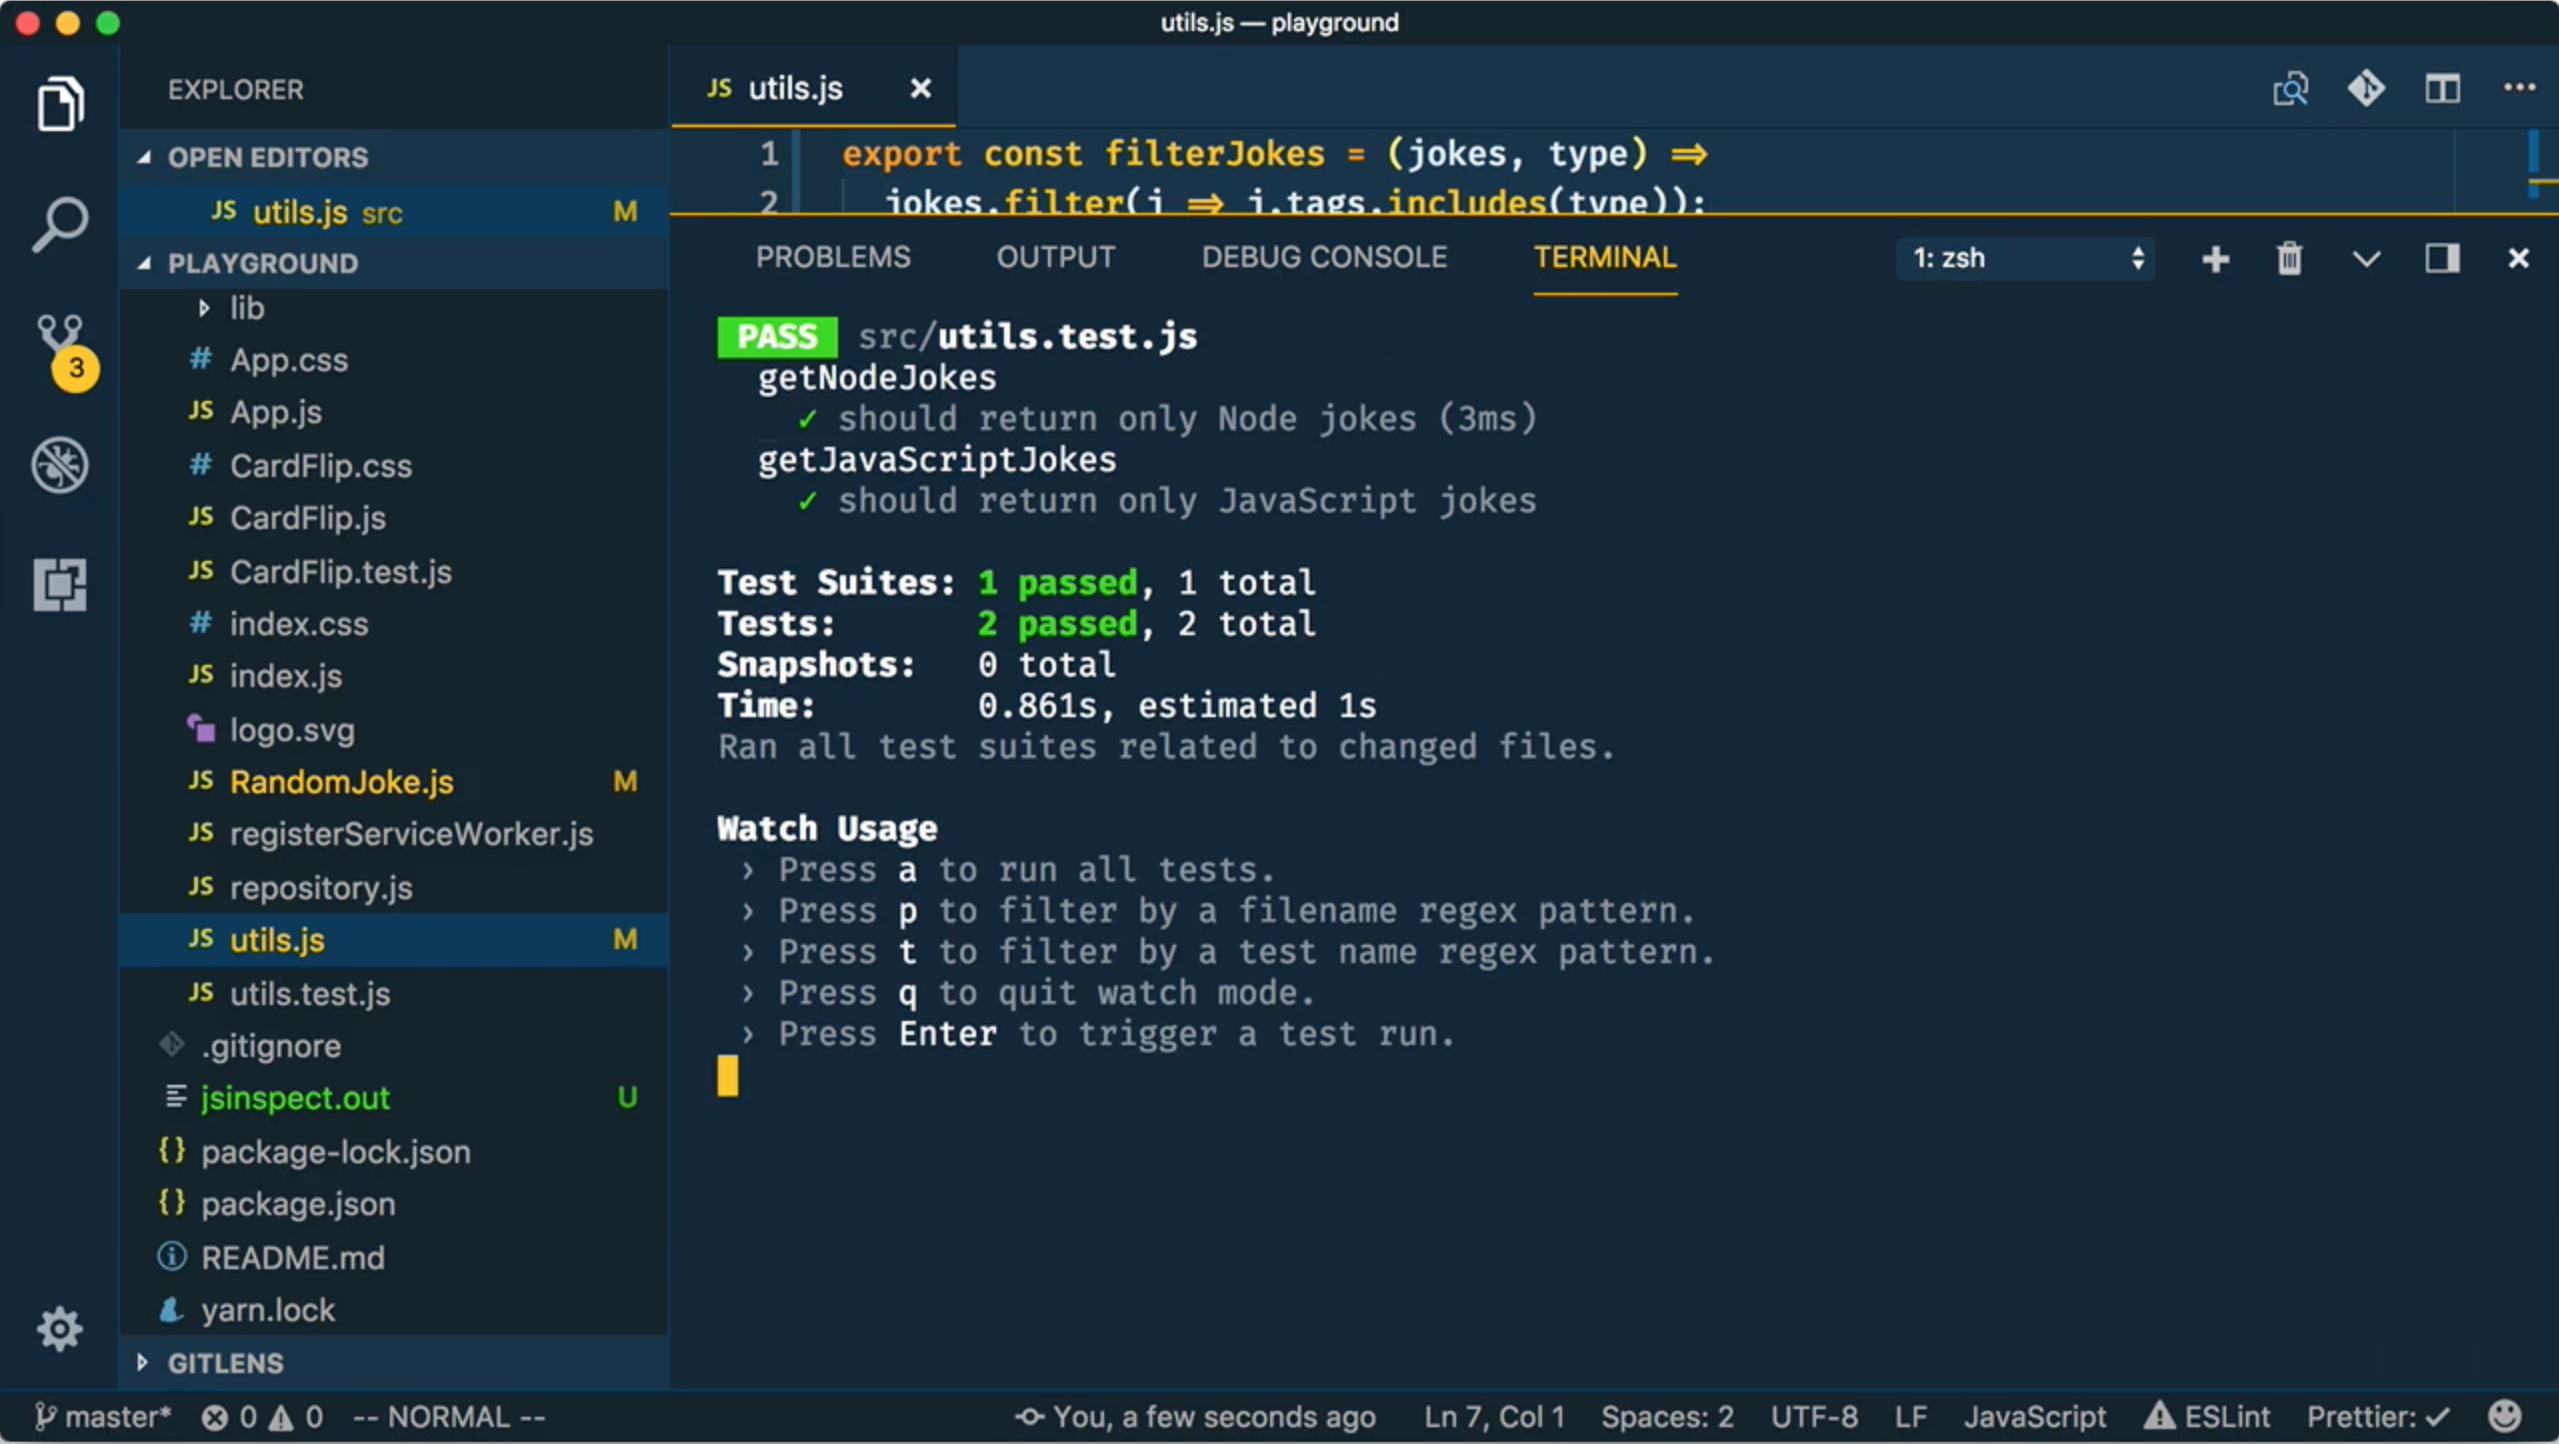 utils.js — playground
EXPLORER
OPEN EDITORS
JS utils.js src M
PLAYGROUND
lib
# App.css
JS App.js
# CardFlip.css
JS CardFlip.js
JS CardFlip.test.js
# index.css
JS index.js
logo.svg
JS RandomJoke.js M
JS registerServiceWorker.js
JS repository.js
JS utils.js M
JS utils.test.js
.gitignore
jsinspect.out U
{} package-lock.json
{} package.json
README.md
yarn.lock
GITLENS
3
JS utils.js ×
1 export const filterJokes = (jokes, type) ⇒
2 jokes.filter(j ⇒ j.tags.includes(type));
PROBLEMS OUTPUT DEBUG CONSOLE TERMINAL 1: zsh
PASS src/utils.test.js
getNodeJokes
✓ should return only Node jokes (3ms)
getJavaScriptJokes
✓ should return only JavaScript jokes
Test Suites: 1 passed, 1 total
Tests: 2 passed, 2 total
Snapshots: 0 total
Time: 0.861s, estimated 1s
Ran all test suites related to changed files.
Watch Usage
› Press a to run all tests.
› Press p to filter by a filename regex pattern.
› Press t to filter by a test name regex pattern.
› Press q to quit watch mode.
› Press Enter to trigger a test run.
master* 0 0 -- NORMAL -- You, a few seconds ago Ln 7, Col 1 Spaces: 2 UTF-8 LF JavaScript ESLint Prettier: ✓